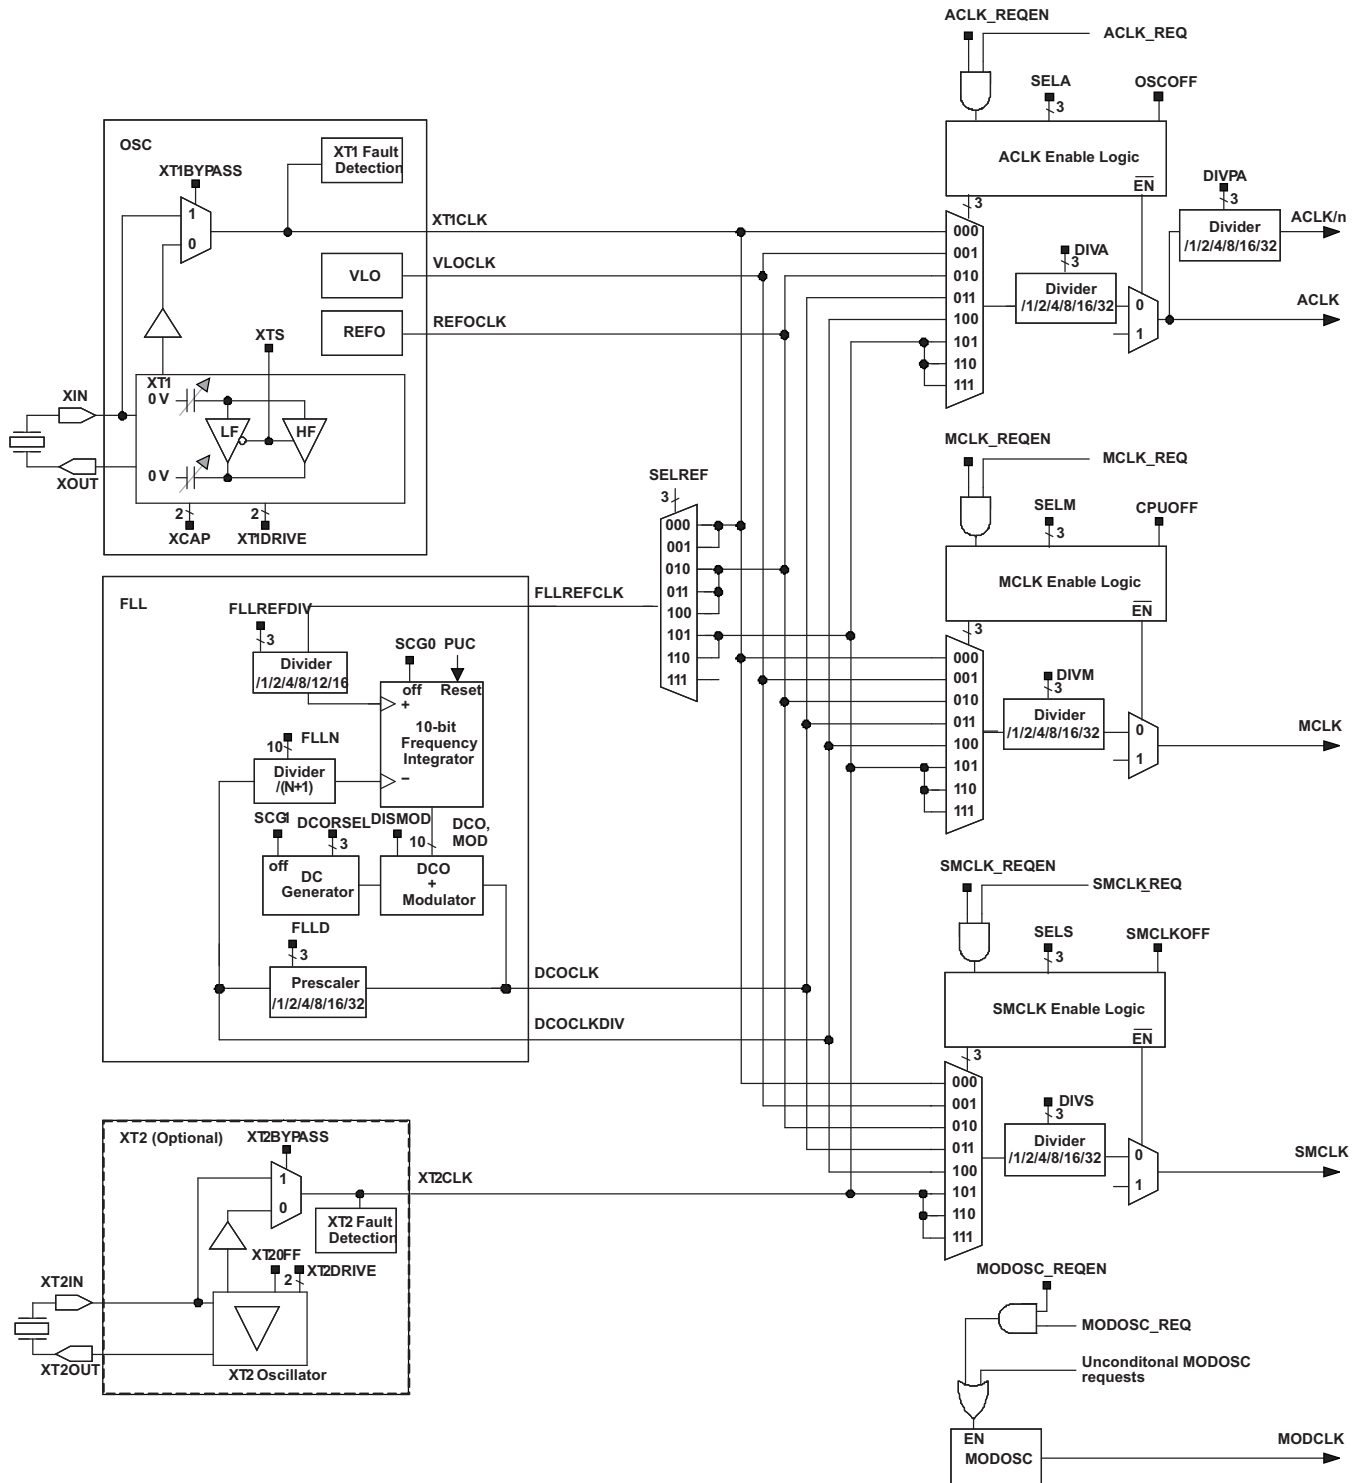 ACLK_REQEN
ACLK_REQ
SELA
3
OSCOFF
ACLK Enable Logic
EN
3
000
001
010
011
100
101
110
111
DIVA
3
Divider
/1/2/4/8/16/32
0
1
DIVPA
3
Divider
/1/2/4/8/16/32
ACLK/n
ACLK
OSC
XT1BYPASS
1
0
XT1 Fault
Detection
XT1CLK
VLO
VLOCLK
REFO
REFOCLK
XTS
XT1
0 V
LF
HF
0 V
XIN
XOUT
2
XCAP
2
XT1DRIVE
SELREF
3
000
001
010
011
100
101
110
111
MCLK_REQEN
MCLK_REQ
SELM
3
CPUOFF
MCLK Enable Logic
EN
3
000
001
010
011
100
101
110
111
DIVM
3
Divider
/1/2/4/8/16/32
0
1
MCLK
FLL
FLLREFCLK
FLLREFDIV
3
Divider
/1/2/4/8/12/16
SCG0
PUC
off
Reset
+
10-bit
Frequency
Integrator
–
FLLN
10
Divider
/(N+1)
SCG1
DCORSEL
3
DISMOD
10
DCO,
MOD
off
DC
Generator
DCO
+
Modulator
FLLD
3
Prescaler
/1/2/4/8/16/32
DCOCLK
DCOCLKDIV
SMCLK_REQEN
SMCLK_REQ
SELS
3
SMCLKOFF
SMCLK Enable Logic
EN
3
000
001
010
011
100
101
110
111
DIVS
3
Divider
/1/2/4/8/16/32
0
1
SMCLK
XT2 (Optional)
XT2BYPASS
1
0
XT2CLK
XT2 Fault
Detection
XT2OFF
2
XT2DRIVE
XT2IN
XT2OUT
XT2 Oscillator
MODOSC_REQEN
MODOSC_REQ
Unconditonal MODOSC
requests
EN
MODOSC
MODCLK